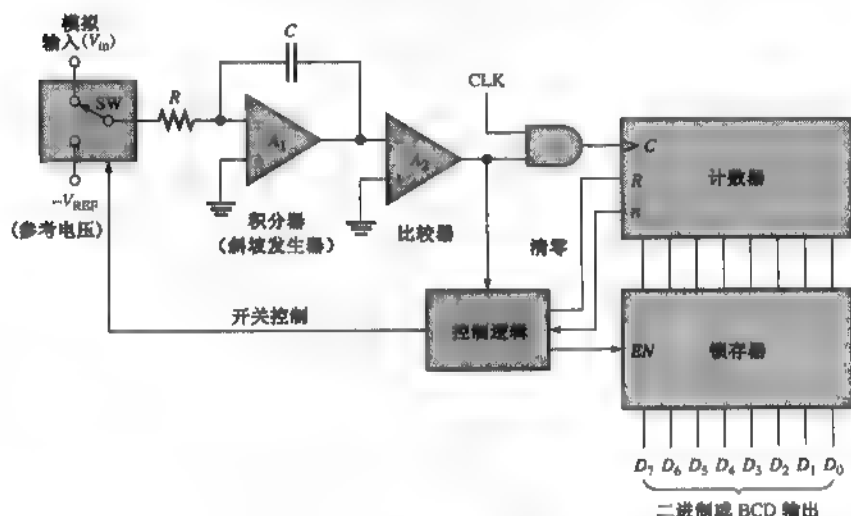 模拟
输入(V_in)
SW
R
C
A₁
A₂
CLK
C
R
n
计数器
-V_REF
(参考电压)
积分器
(斜坡发生器)
比较器
清零
开关控制
控制逻辑
EN
锁存器
D₇ D₆ D₅ D₄ D₃ D₂ D₁ D₀
二进制或 BCD 输出